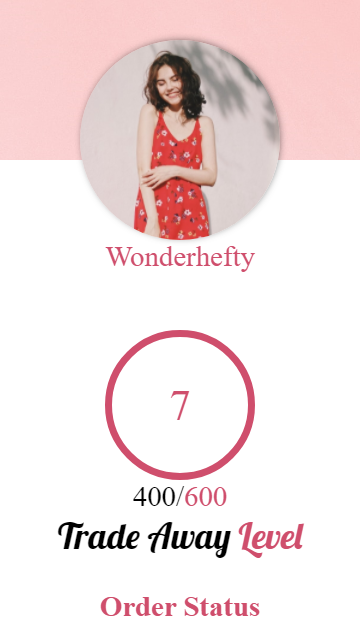 Wonderhefty
7
400/600
Trade Away Level
Order Status